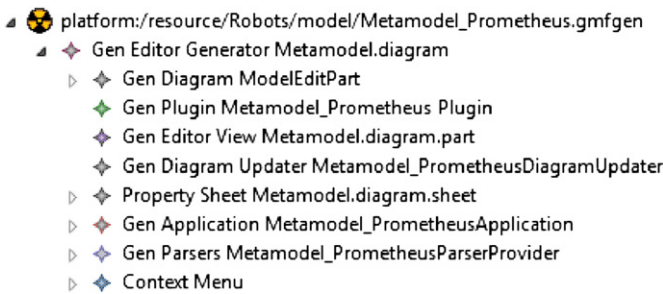 platform:/resource/Robots/model/Metamodel_Prometheus.gmfgen
Gen Editor Generator Metamodel.diagram
Gen Diagram ModelEditPart
Gen Plugin Metamodel_Prometheus Plugin
Gen Editor View Metamodel.diagram.part
Gen Diagram Updater Metamodel_PrometheusDiagramUpdater
Property Sheet Metamodel.diagram.sheet
Gen Application Metamodel_PrometheusApplication
Gen Parsers Metamodel_PrometheusParserProvider
Context Menu